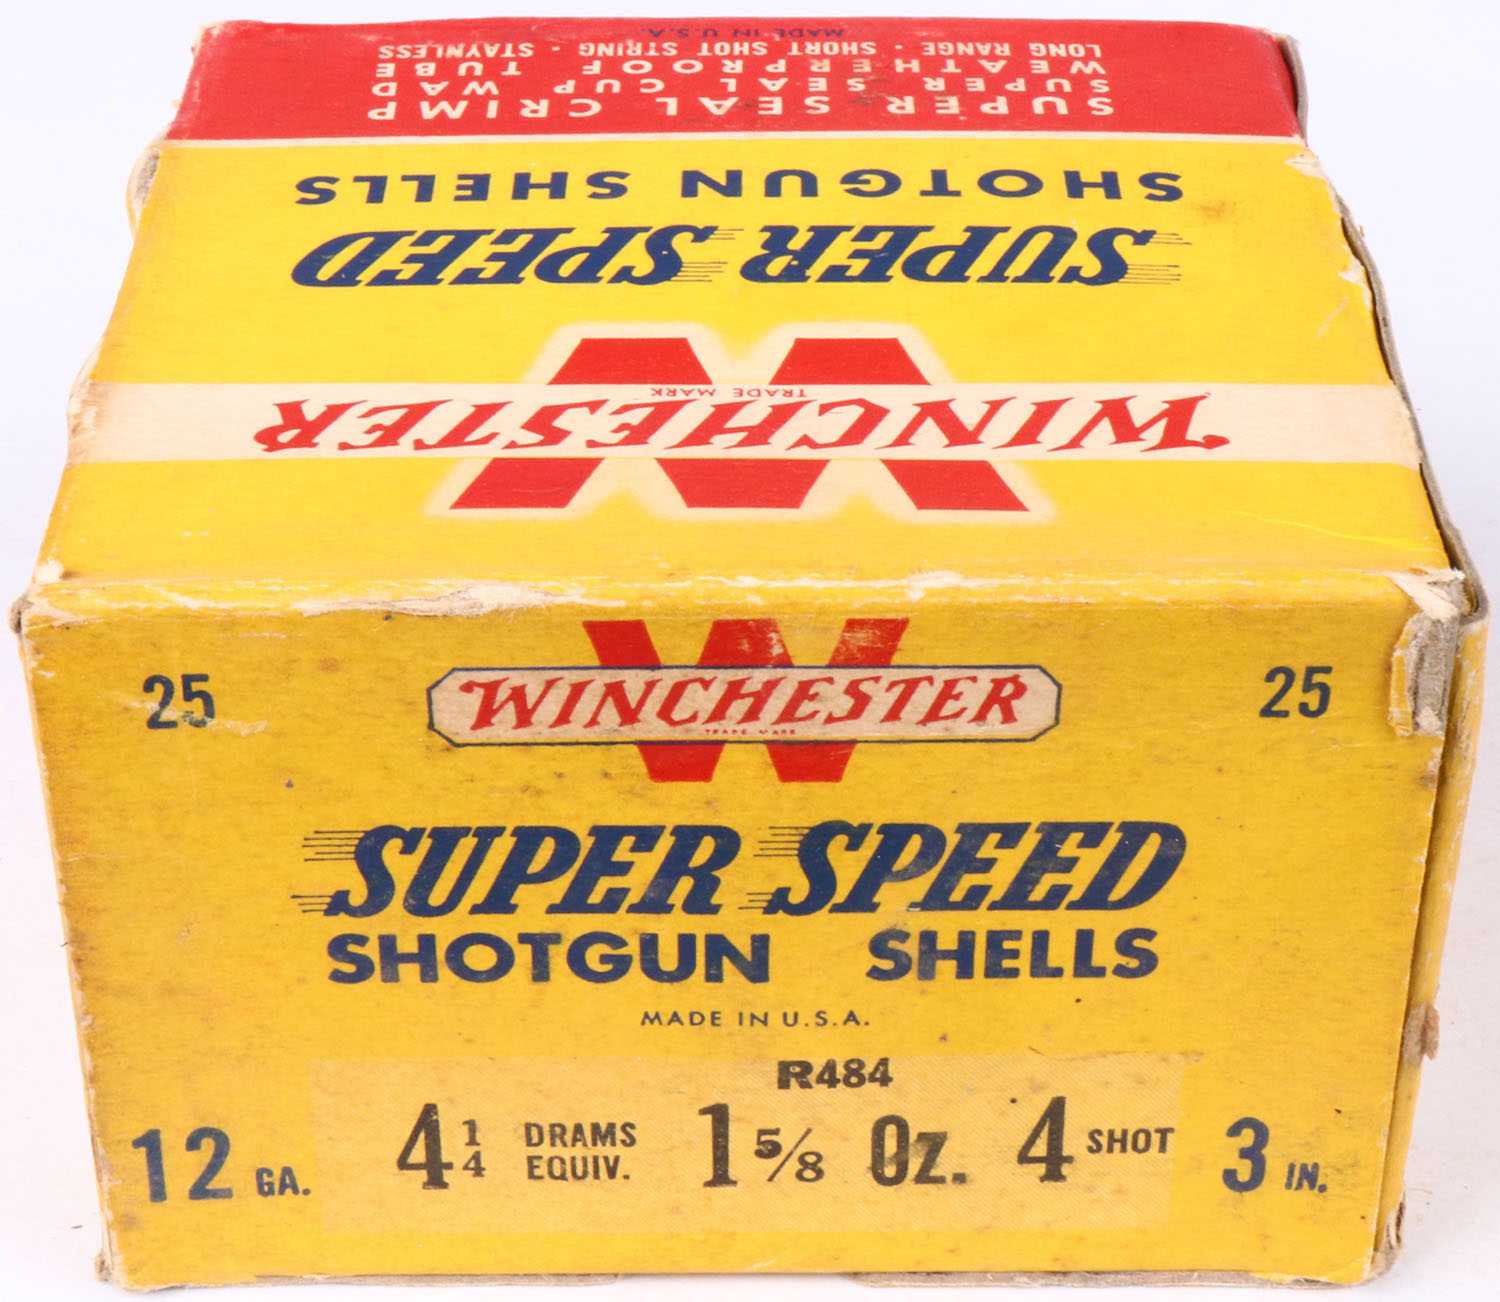 WINCHESTER
TRADE MARK
SUPER SPEED
SHOTGUN SHELLS
SUPER SEAL CRIMP
SUPER SEAL CUP WAD
WEATHERPROOF TUBE
LONG RANGE · SHORT SHOT STRING · STAYNLESS
MADE IN U.S.A.
25 W 25
WINCHESTER
TRADE MARK
SUPER SPEED
SHOTGUN SHELLS
MADE IN U.S.A.
R484
12 GA. 4 1/4 DRAMS EQUIV. 1 5/8 Oz. 4 SHOT 3 IN.